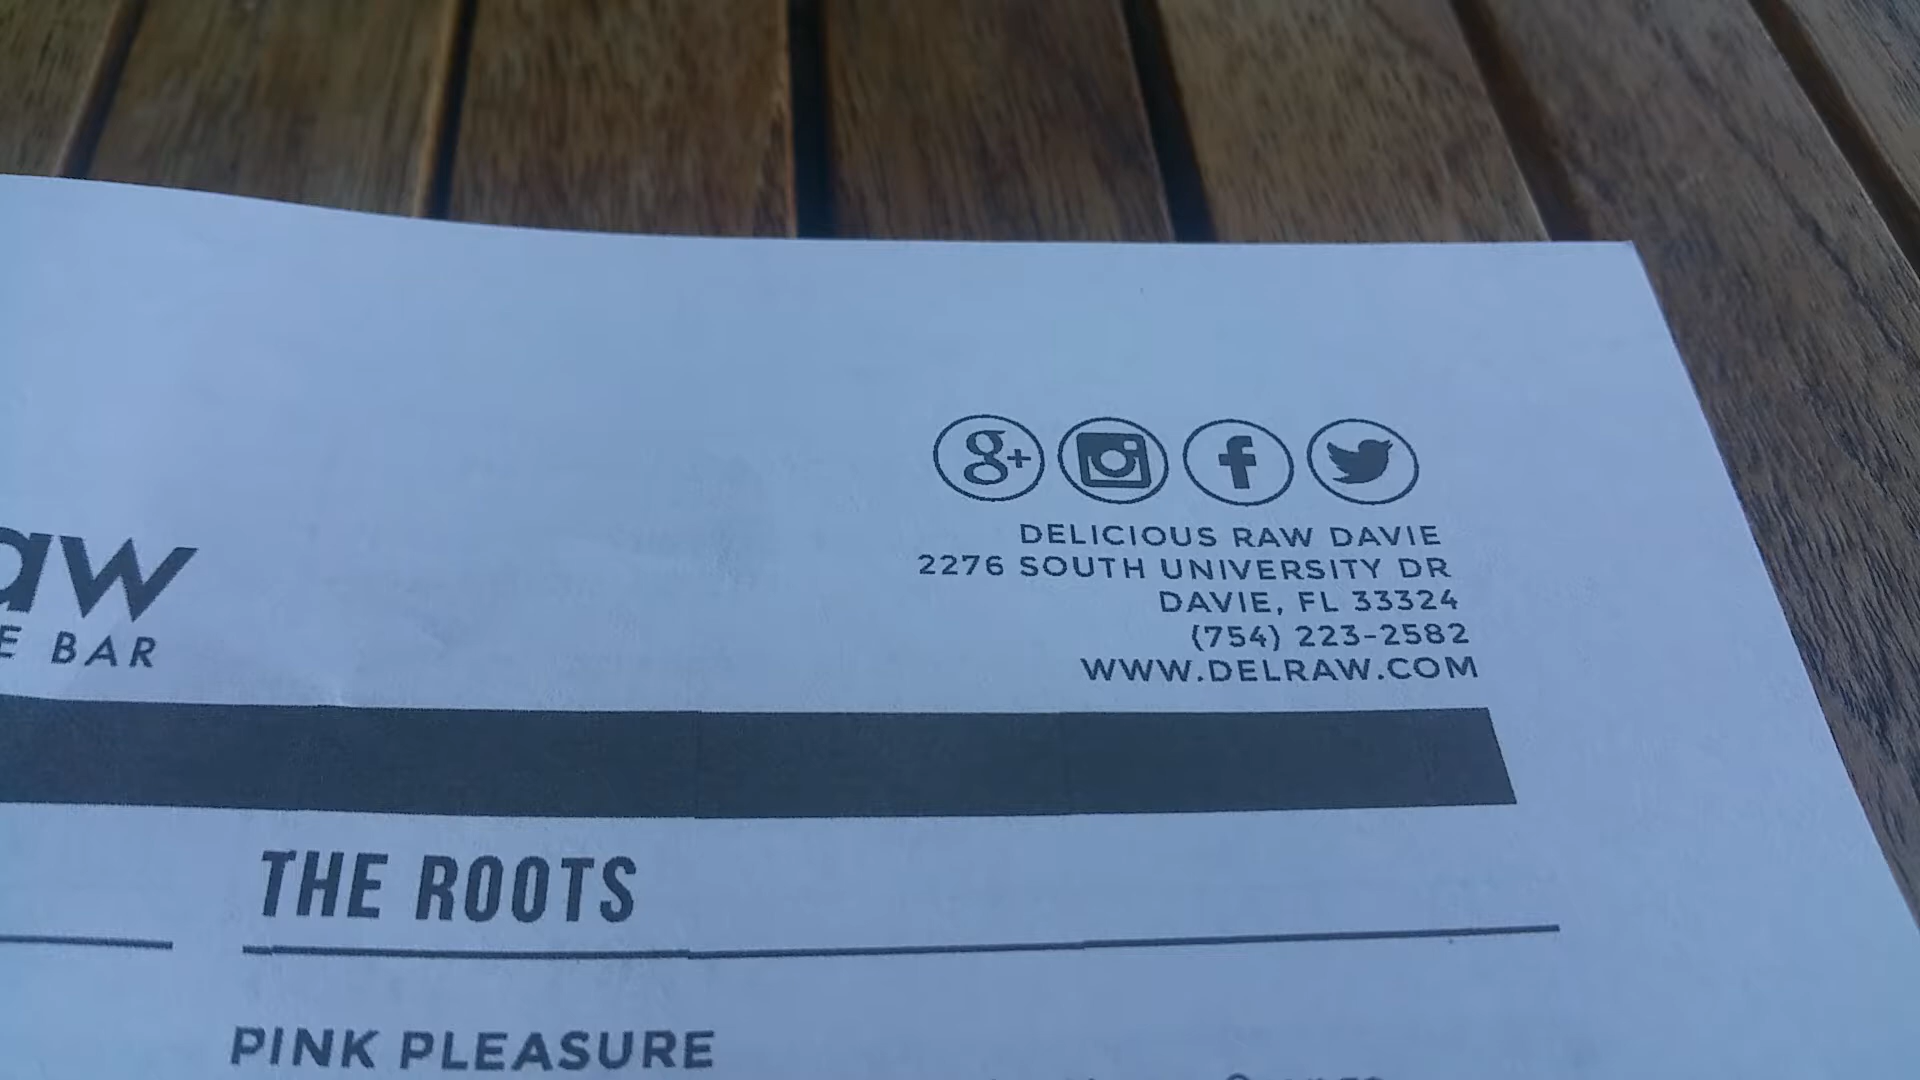 g+
f
DELICIOUS RAW DAVIE
2276 SOUTH UNIVERSITY DR
DAVIE, FL 33324
(754) 223-2582
WWW.DELRAW.COM
aw
E BAR
THE ROOTS
PINK PLEASURE